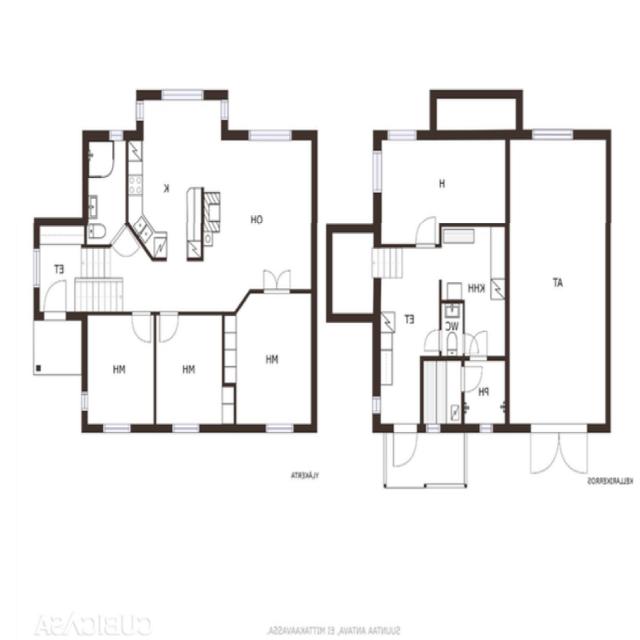 K
OH
ET
MH
MH
MH
YLÄKERTA
H
AT
KHH
ET
WC
PH
KELLARIKERROS
SUUNTAA ANTAVA, EI MITTAKAAVASSA.
CUBICASA